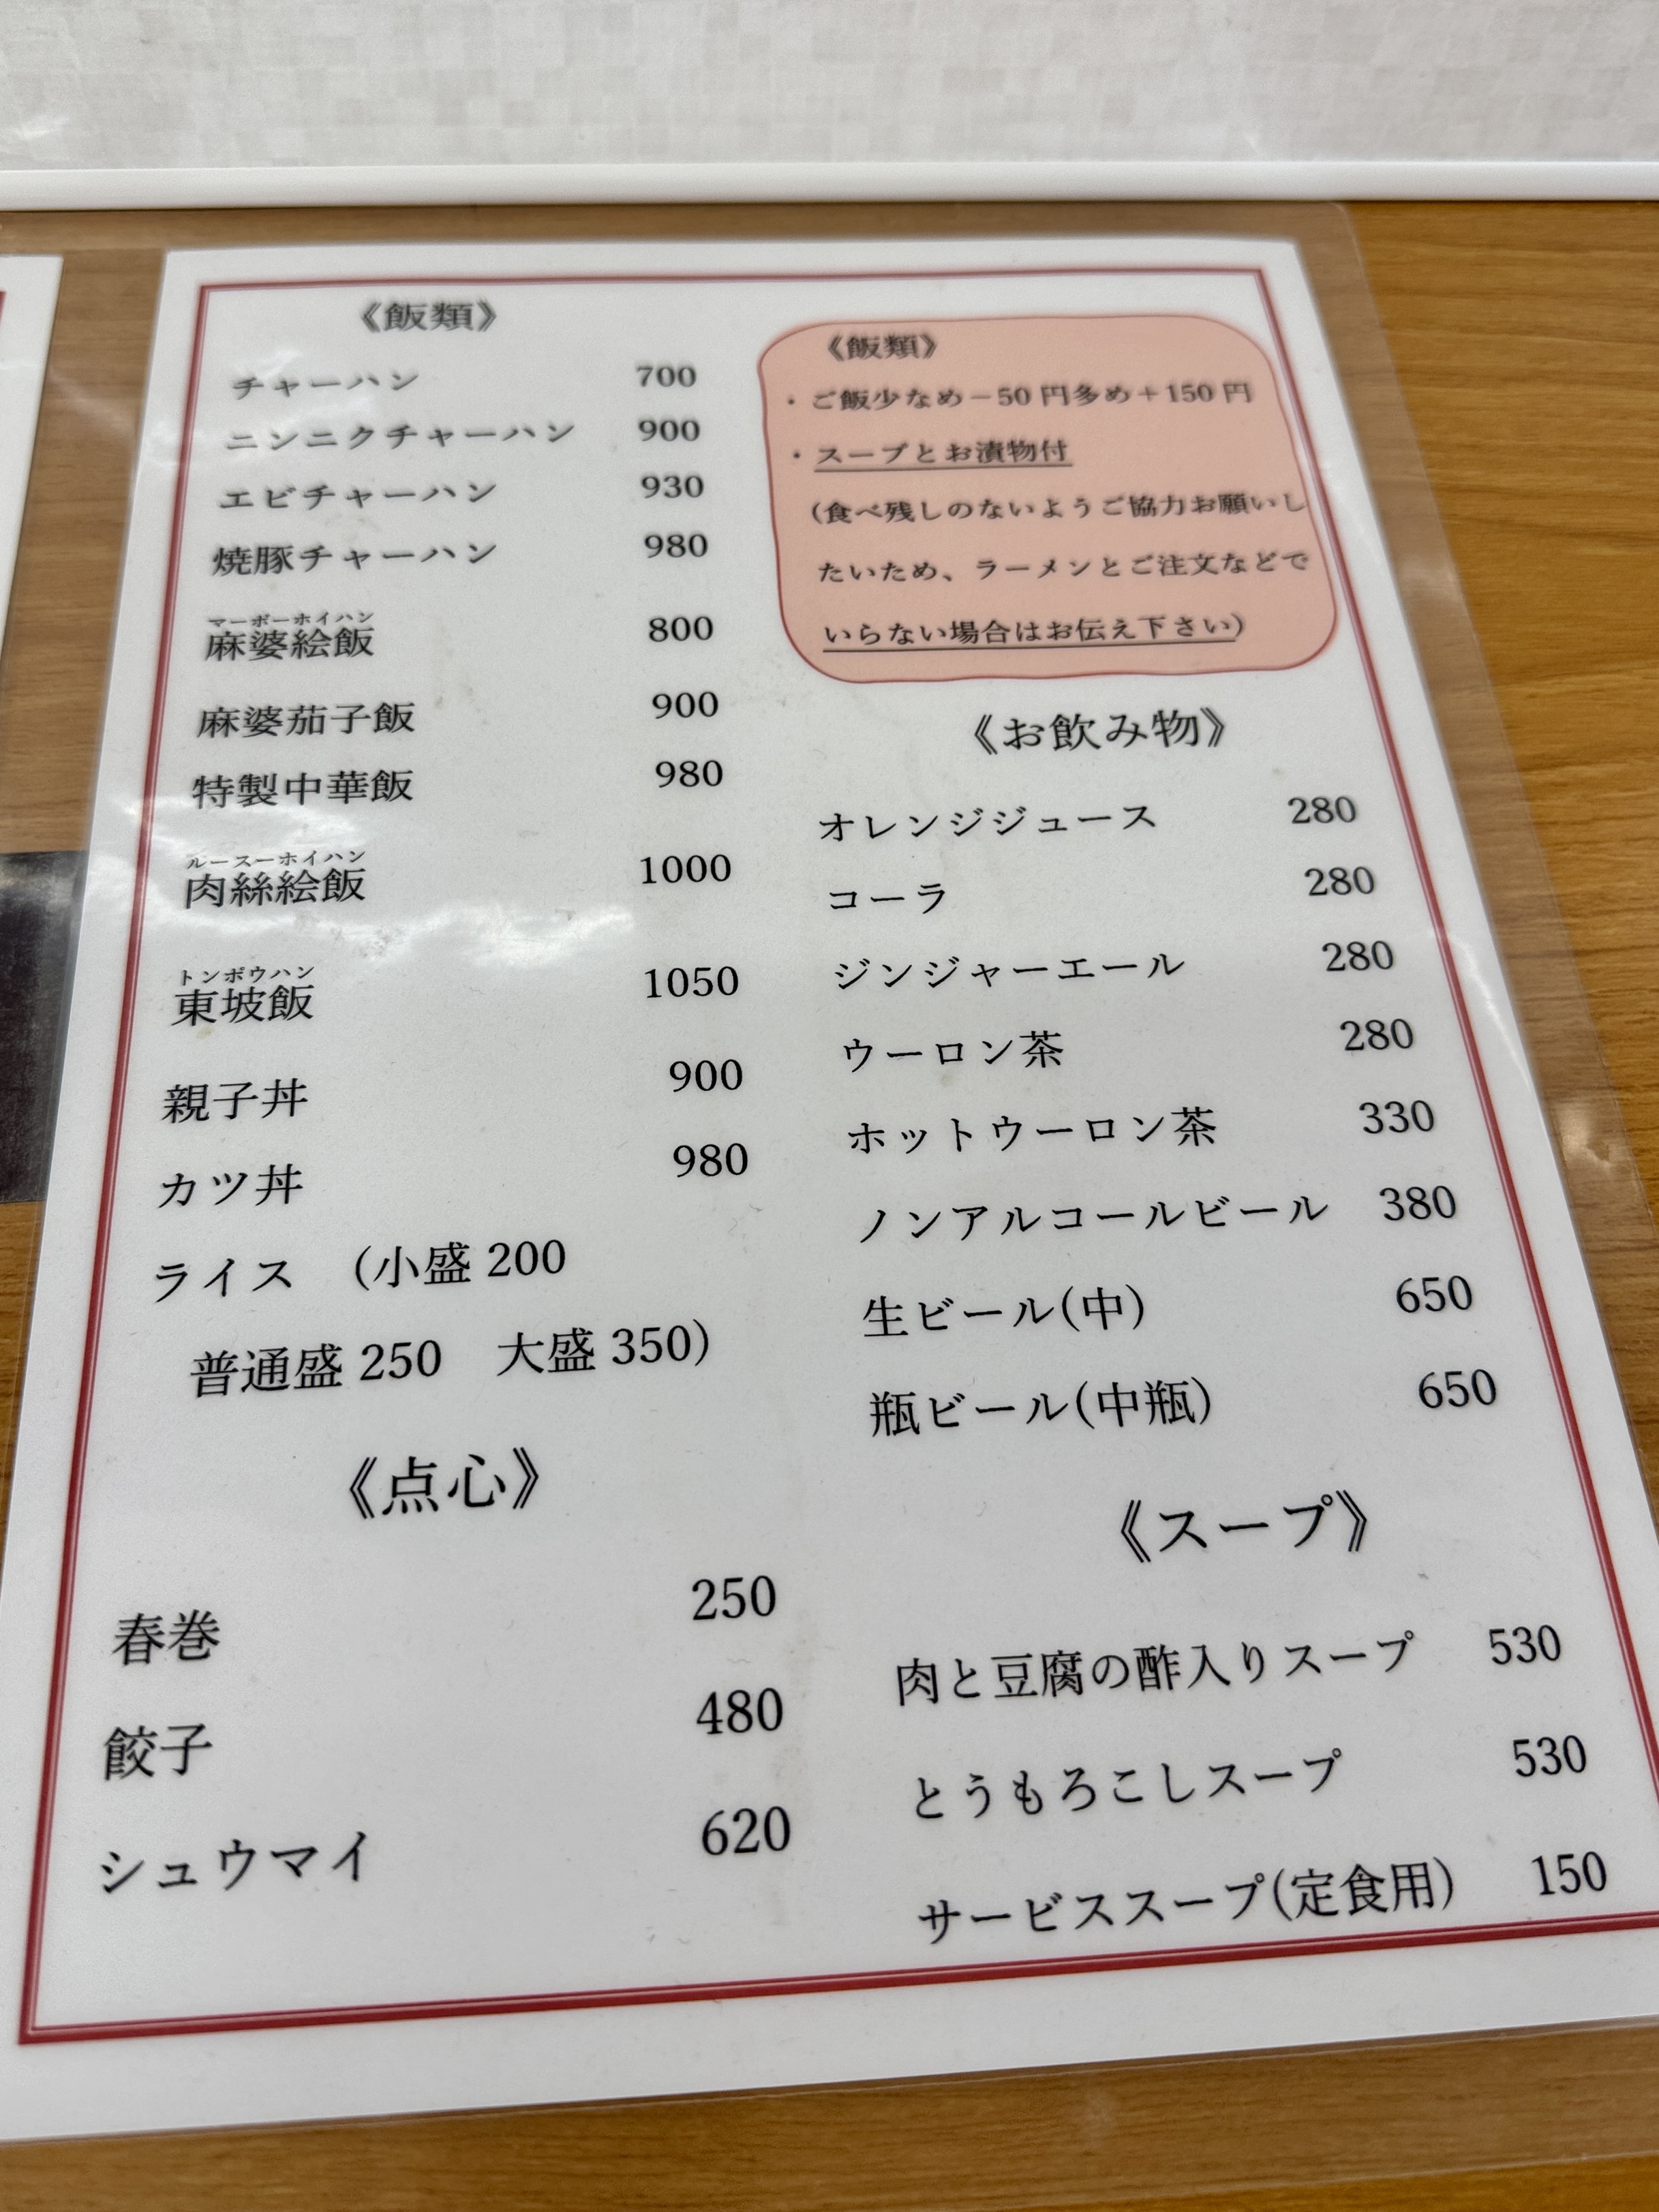 《飯類》
チャーハン 700
ニンニクチャーハン 900
エビチャーハン 930
焼豚チャーハン 980
マーボーホイハン
麻婆絵飯 800
麻婆茄子飯 900
特製中華飯 980
ルースーホイハン
肉絲絵飯 1000
トンポウハン
東坡飯 1050
親子丼 900
カツ丼 980
ライス (小盛 200
普通盛 250 大盛 350)
《点心》
春巻 250
餃子 480
シュウマイ 620
《飯類》
・ご飯少なめ－50 円多め＋150 円
・スープとお漬物付
(食べ残しのないようご協力お願いし
たいため、ラーメンとご注文などで
いらない場合はお伝え下さい)
《お飲み物》
オレンジジュース 280
コーラ 280
ジンジャーエール 280
ウーロン茶 280
ホットウーロン茶 330
ノンアルコールビール 380
生ビール(中) 650
瓶ビール(中瓶) 650
《スープ》
肉と豆腐の酢入りスープ 530
とうもろこしスープ 530
サービススープ(定食用) 150